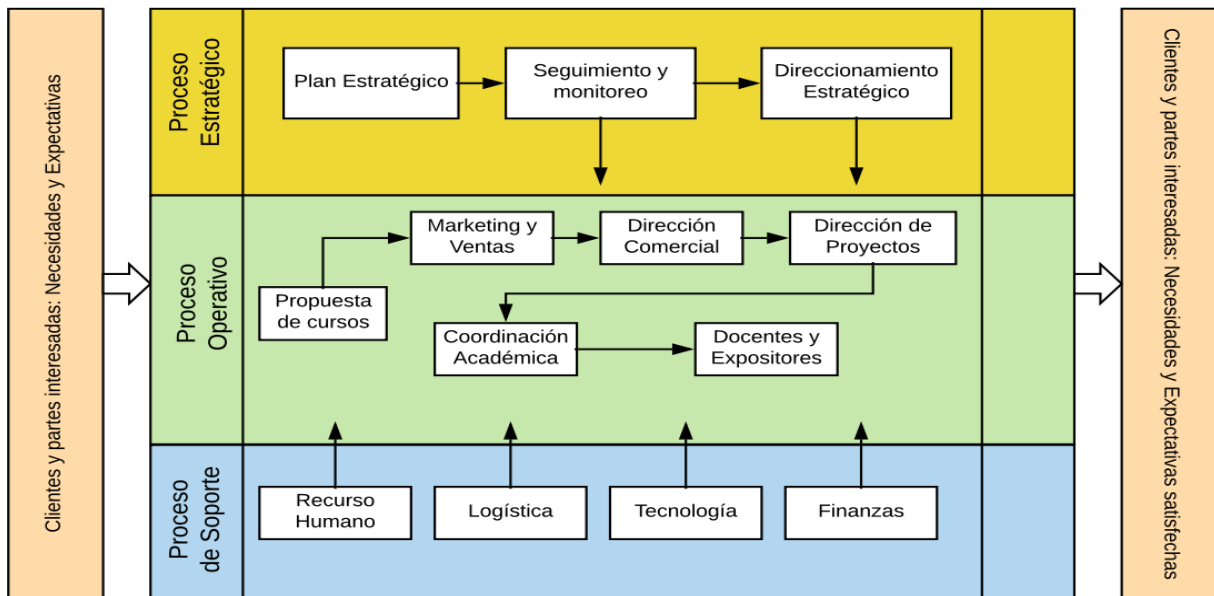 Clientes y partes interesadas: Necesidades y Expectativas
Proceso
Estratégico
Plan Estratégico
Seguimiento y
monitoreo
Direccionamiento
Estratégico
Proceso
Operativo
Marketing y
Ventas
Dirección
Comercial
Dirección de
Proyectos
Propuesta
de cursos
Coordinación
Académica
Docentes y
Expositores
Proceso
de Soporte
Recurso
Humano
Logística
Tecnología
Finanzas
Clientes y partes interesadas: Necesidades y Expectativas satisfechas